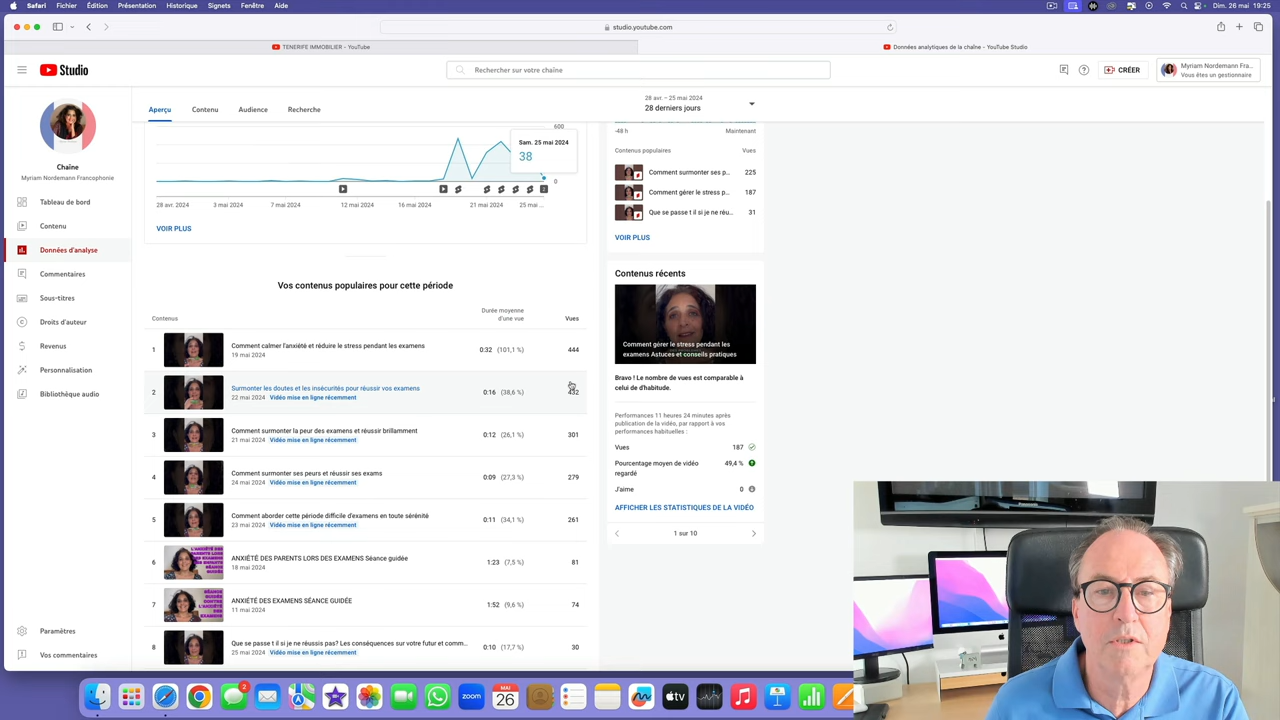 Safari Fichier Édition Présentation Historique Signets Fenêtre Aide
Dim. 26 mai 19:25
studio.youtube.com
TENERIFE IMMOBILIER - YouTube
Données analytiques de la chaîne - YouTube Studio
Studio
Rechercher sur votre chaîne
CRÉER
Myriam Nordemann Fra...
Vous êtes un gestionnaire
Chaîne
Myriam Nordemann Francophonie
Tableau de bord
Contenu
Données d'analyse
Commentaires
Sous-titres
Droits d'auteur
Revenus
Personnalisation
Bibliothèque audio
Paramètres
Vos commentaires
Aperçu Contenu Audience Recherche
28 avr. – 25 mai 2024
28 derniers jours
600
Sam. 25 mai 2024
38
0
28 avr. 2024 3 mai 2024 7 mai 2024 12 mai 2024 16 mai 2024 21 mai 2024 25 mai ...
VOIR PLUS
Vos contenus populaires pour cette période
Contenus
Durée moyenne
d'une vue
Vues
1 Comment calmer l'anxiété et réduire le stress pendant les examens 0:32 (101,1 %) 444
19 mai 2024
2 Surmonter les doutes et les insécurités pour réussir vos examens 0:16 (38,6 %) 432
22 mai 2024 Vidéo mise en ligne récemment
3 Comment surmonter la peur des examens et réussir brillamment 0:12 (26,1 %) 301
21 mai 2024 Vidéo mise en ligne récemment
4 Comment surmonter ses peurs et réussir ses exams 0:09 (27,3 %) 279
24 mai 2024 Vidéo mise en ligne récemment
5 Comment aborder cette période difficile d'examens en toute sérénité 0:11 (34,1 %) 261
23 mai 2024 Vidéo mise en ligne récemment
6 ANXIÉTÉ DES PARENTS LORS DES EXAMENS Séance guidée 1:23 (7,5 %) 81
18 mai 2024
7 ANXIÉTÉ DES EXAMENS SÉANCE GUIDÉE 1:52 (9,6 %) 74
11 mai 2024
8 Que se passe t il si je ne réussis pas? Les conséquences sur votre futur et comm... 0:10 (17,7 %) 30
25 mai 2024 Vidéo mise en ligne récemment
-48 h Maintenant
Contenus populaires Vues
Comment surmonter ses p... 225
Comment gérer le stress p... 187
Que se passe t il si je ne réu... 31
VOIR PLUS
Contenus récents
Comment gérer le stress pendant les
examens Astuces et conseils pratiques
Bravo ! Le nombre de vues est comparable à
celui de d'habitude.
Performances 11 heures 24 minutes après
publication de la vidéo, par rapport à vos
performances habituelles :
Vues 187
Pourcentage moyen de vidéo 49,4 %
regardé
J'aime 0
AFFICHER LES STATISTIQUES DE LA VIDÉO
1 sur 10
2
zoom
MAI
26
tv